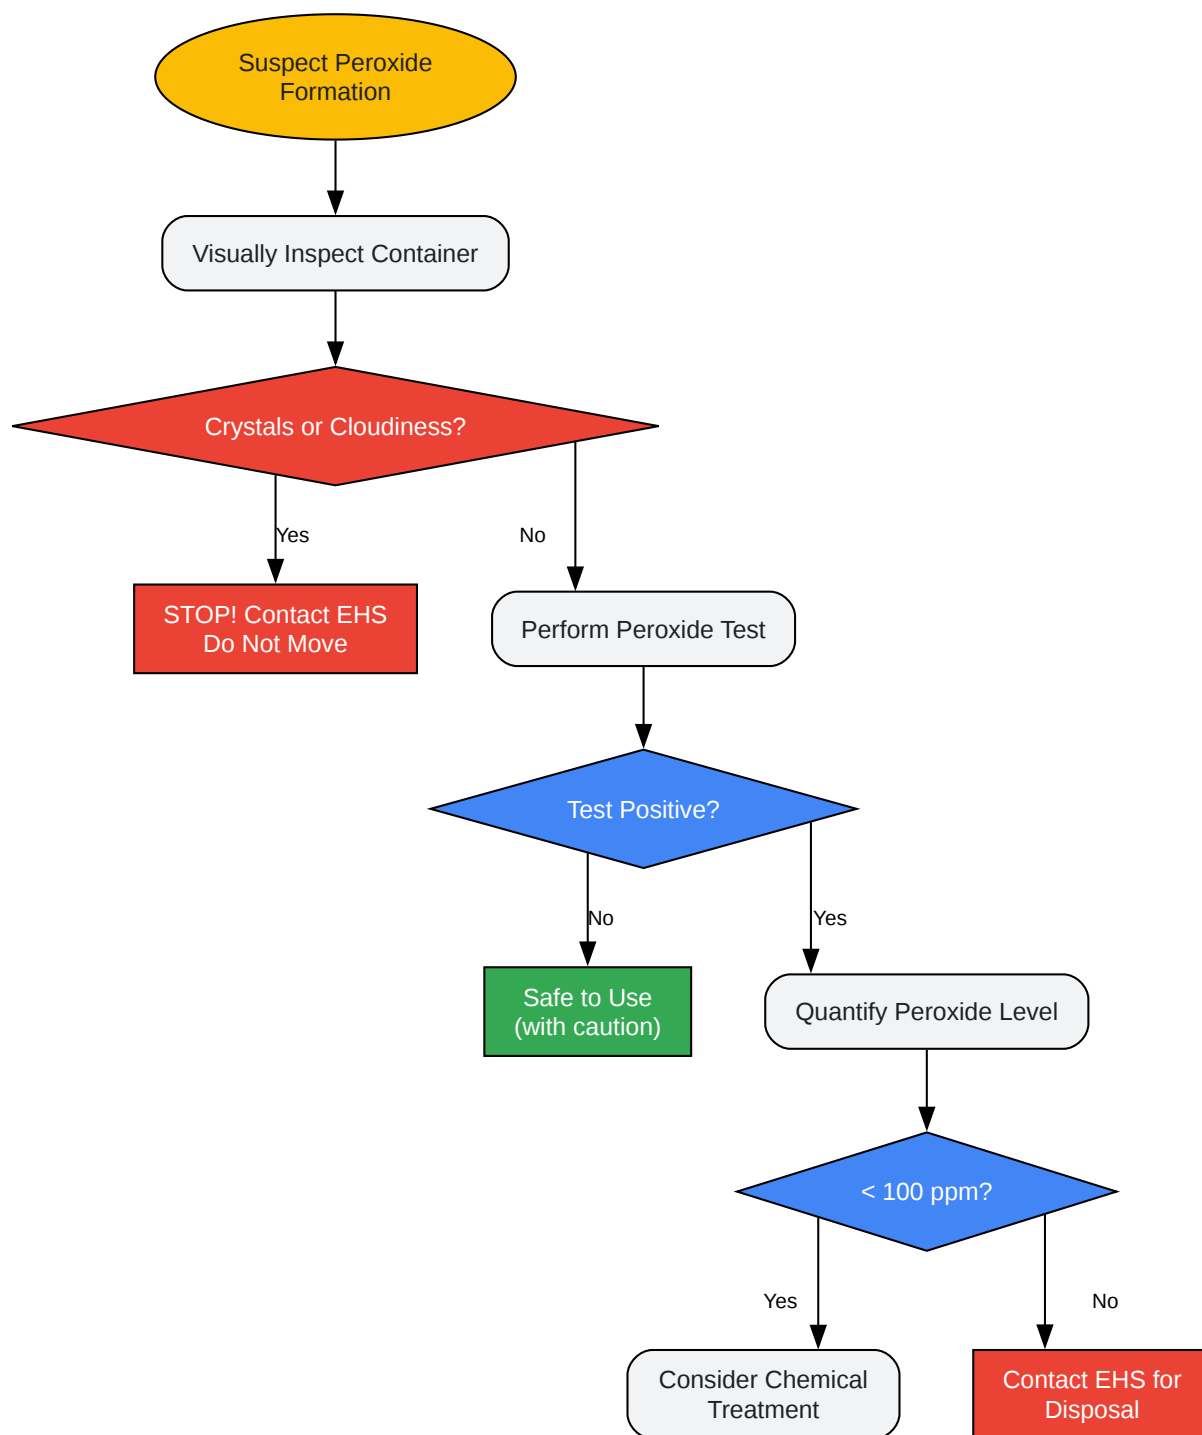 Suspect Peroxide
Formation
Visually Inspect Container
Crystals or Cloudiness?
Yes
No
STOP! Contact EHS
Do Not Move
Perform Peroxide Test
Test Positive?
No
Yes
Safe to Use
(with caution)
Quantify Peroxide Level
< 100 ppm?
Yes
No
Consider Chemical
Treatment
Contact EHS for
Disposal